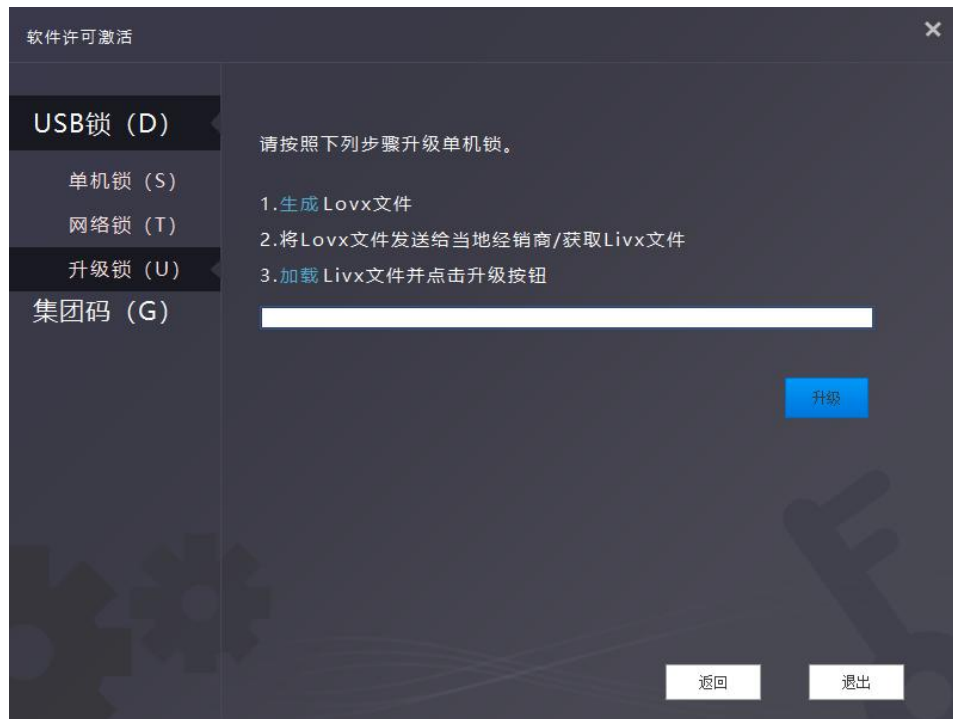 软件许可激活
USB锁（D）
单机锁（S）
网络锁（T）
升级锁（U）
集团码（G）
请按照下列步骤升级单机锁。
1.生成Lovx文件
2.将Lovx文件发送给当地经销商/获取Livx文件
3.加载Livx文件并点击升级按钮
升级
返回
退出